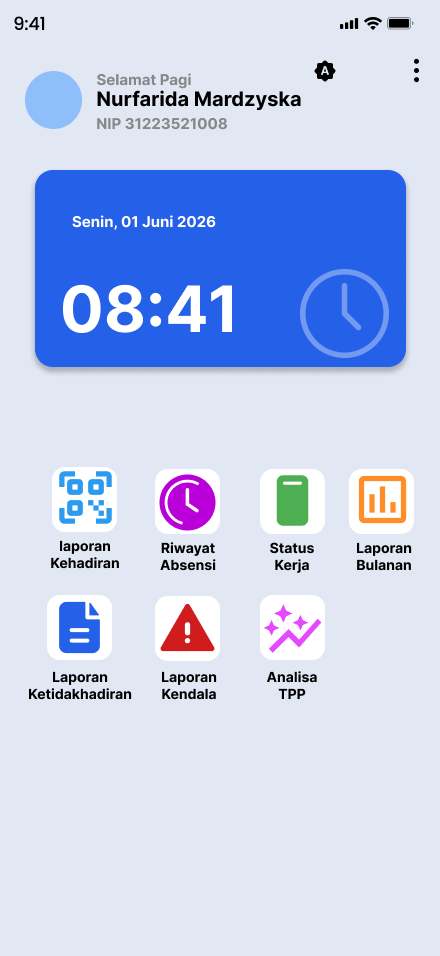 9:41
Selamat Pagi
A
Nurfarida Mardzyska
NIP 31223521008
Senin, 01 Juni 2026
08:41
laporan
Kehadiran
Riwayat
Absensi
Status
Kerja
Laporan
Bulanan
Laporan
Ketidakhadiran
Laporan
Kendala
Analisa
TPP